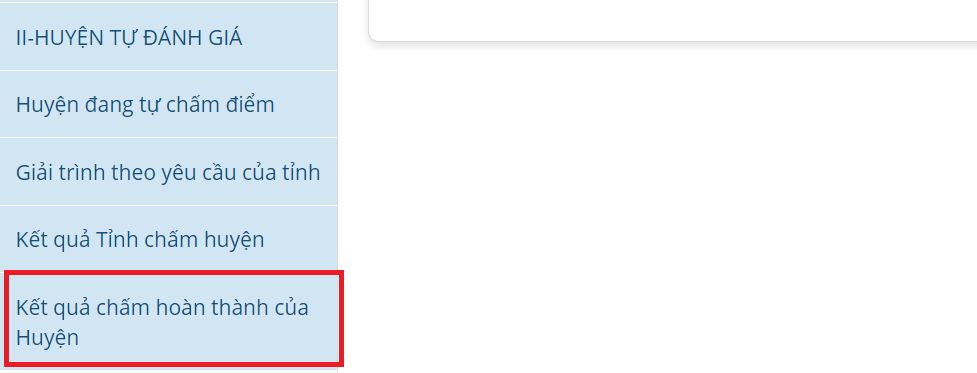 II-HUYỆN TỰ ĐÁNH GIÁ
Huyện đang tự chấm điểm
Giải trình theo yêu cầu của tỉnh
Kết quả Tỉnh chấm huyện
Kết quả chấm hoàn thành của
Huyện